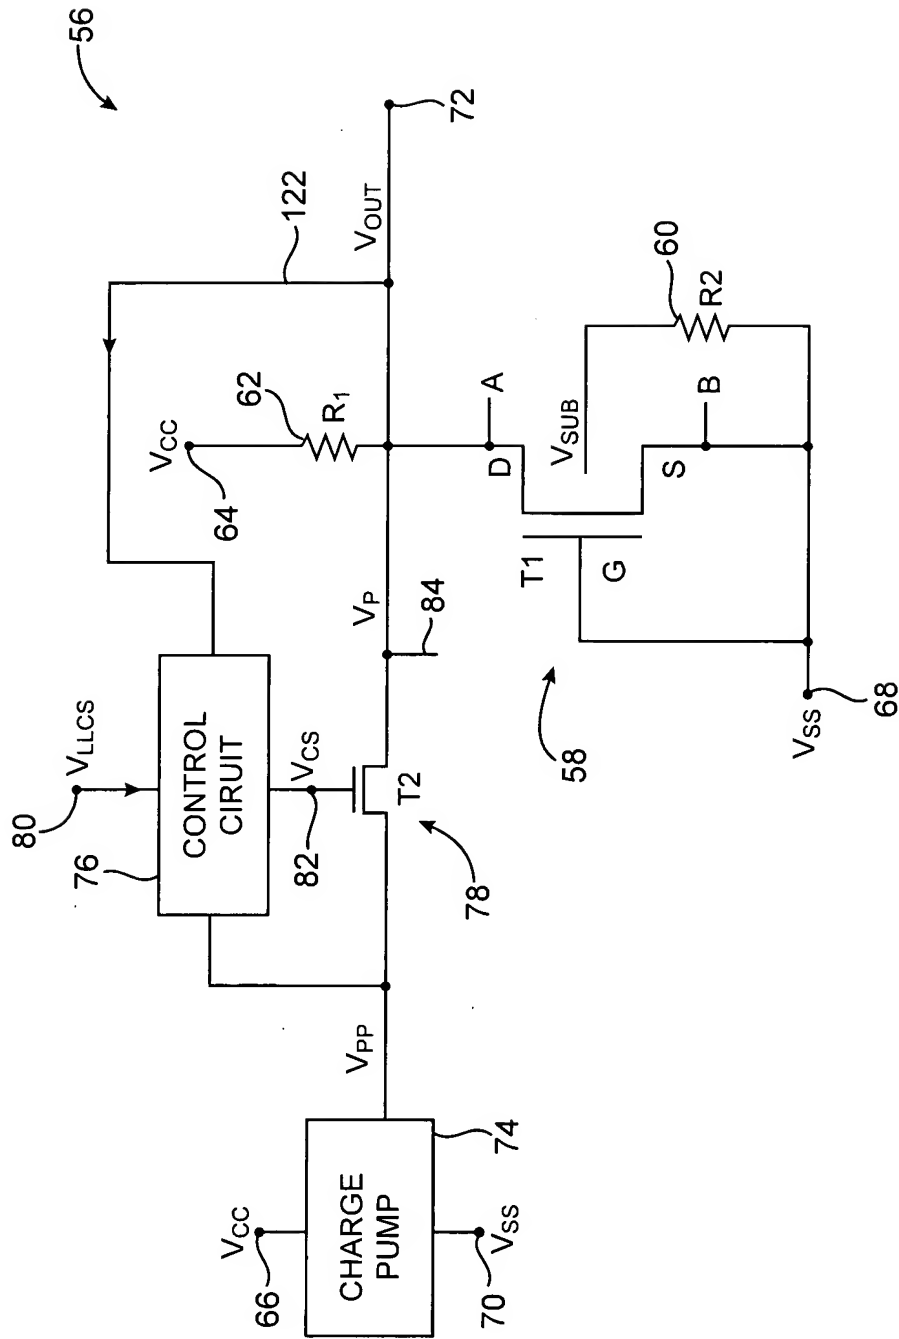 56
72
122
VOUT
62
R1
VCC
64
A
D
VSUB
60
R2
B
S
T1
G
58
VSS
68
VP
84
80
VLLCS
CONTROL
CIRUIT
76
VCS
82
T2
78
VPP
VCC
66
CHARGE
PUMP
74
VSS
70